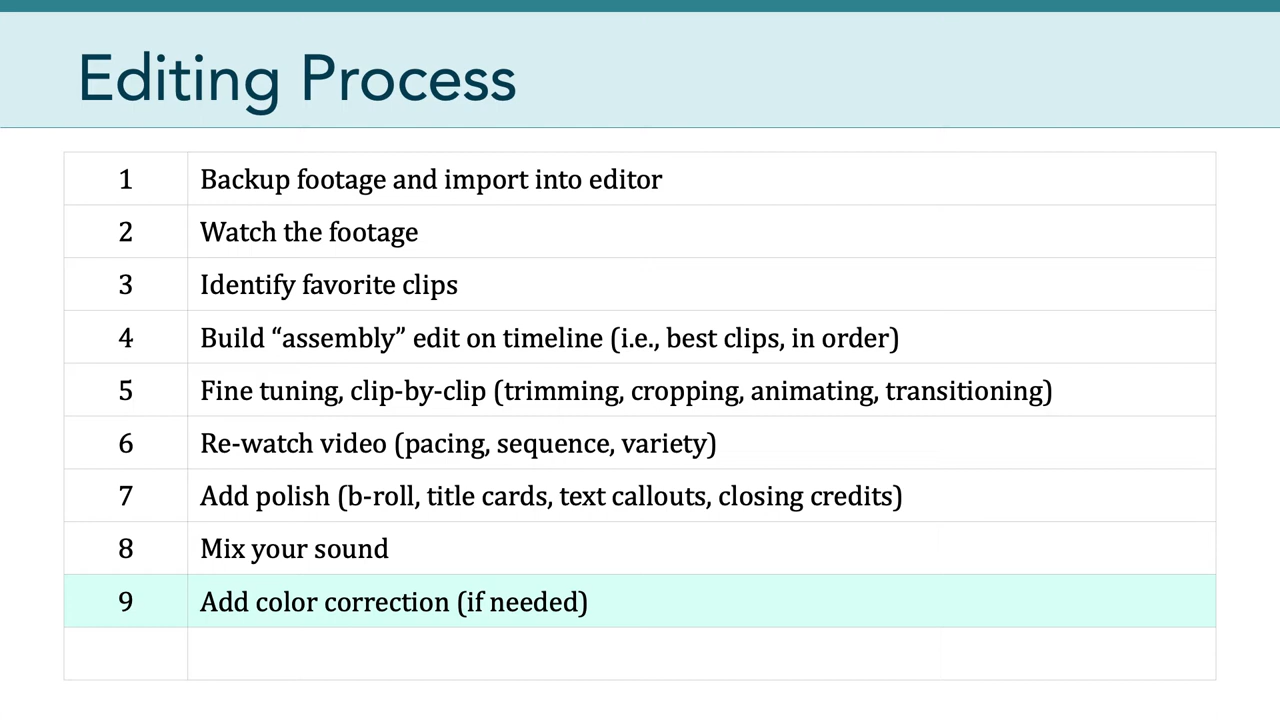 Editing Process
1 Backup footage and import into editor
2 Watch the footage
3 Identify favorite clips
4 Build “assembly” edit on timeline (i.e., best clips, in order)
5 Fine tuning, clip-by-clip (trimming, cropping, animating, transitioning)
6 Re-watch video (pacing, sequence, variety)
7 Add polish (b-roll, title cards, text callouts, closing credits)
8 Mix your sound
9 Add color correction (if needed)